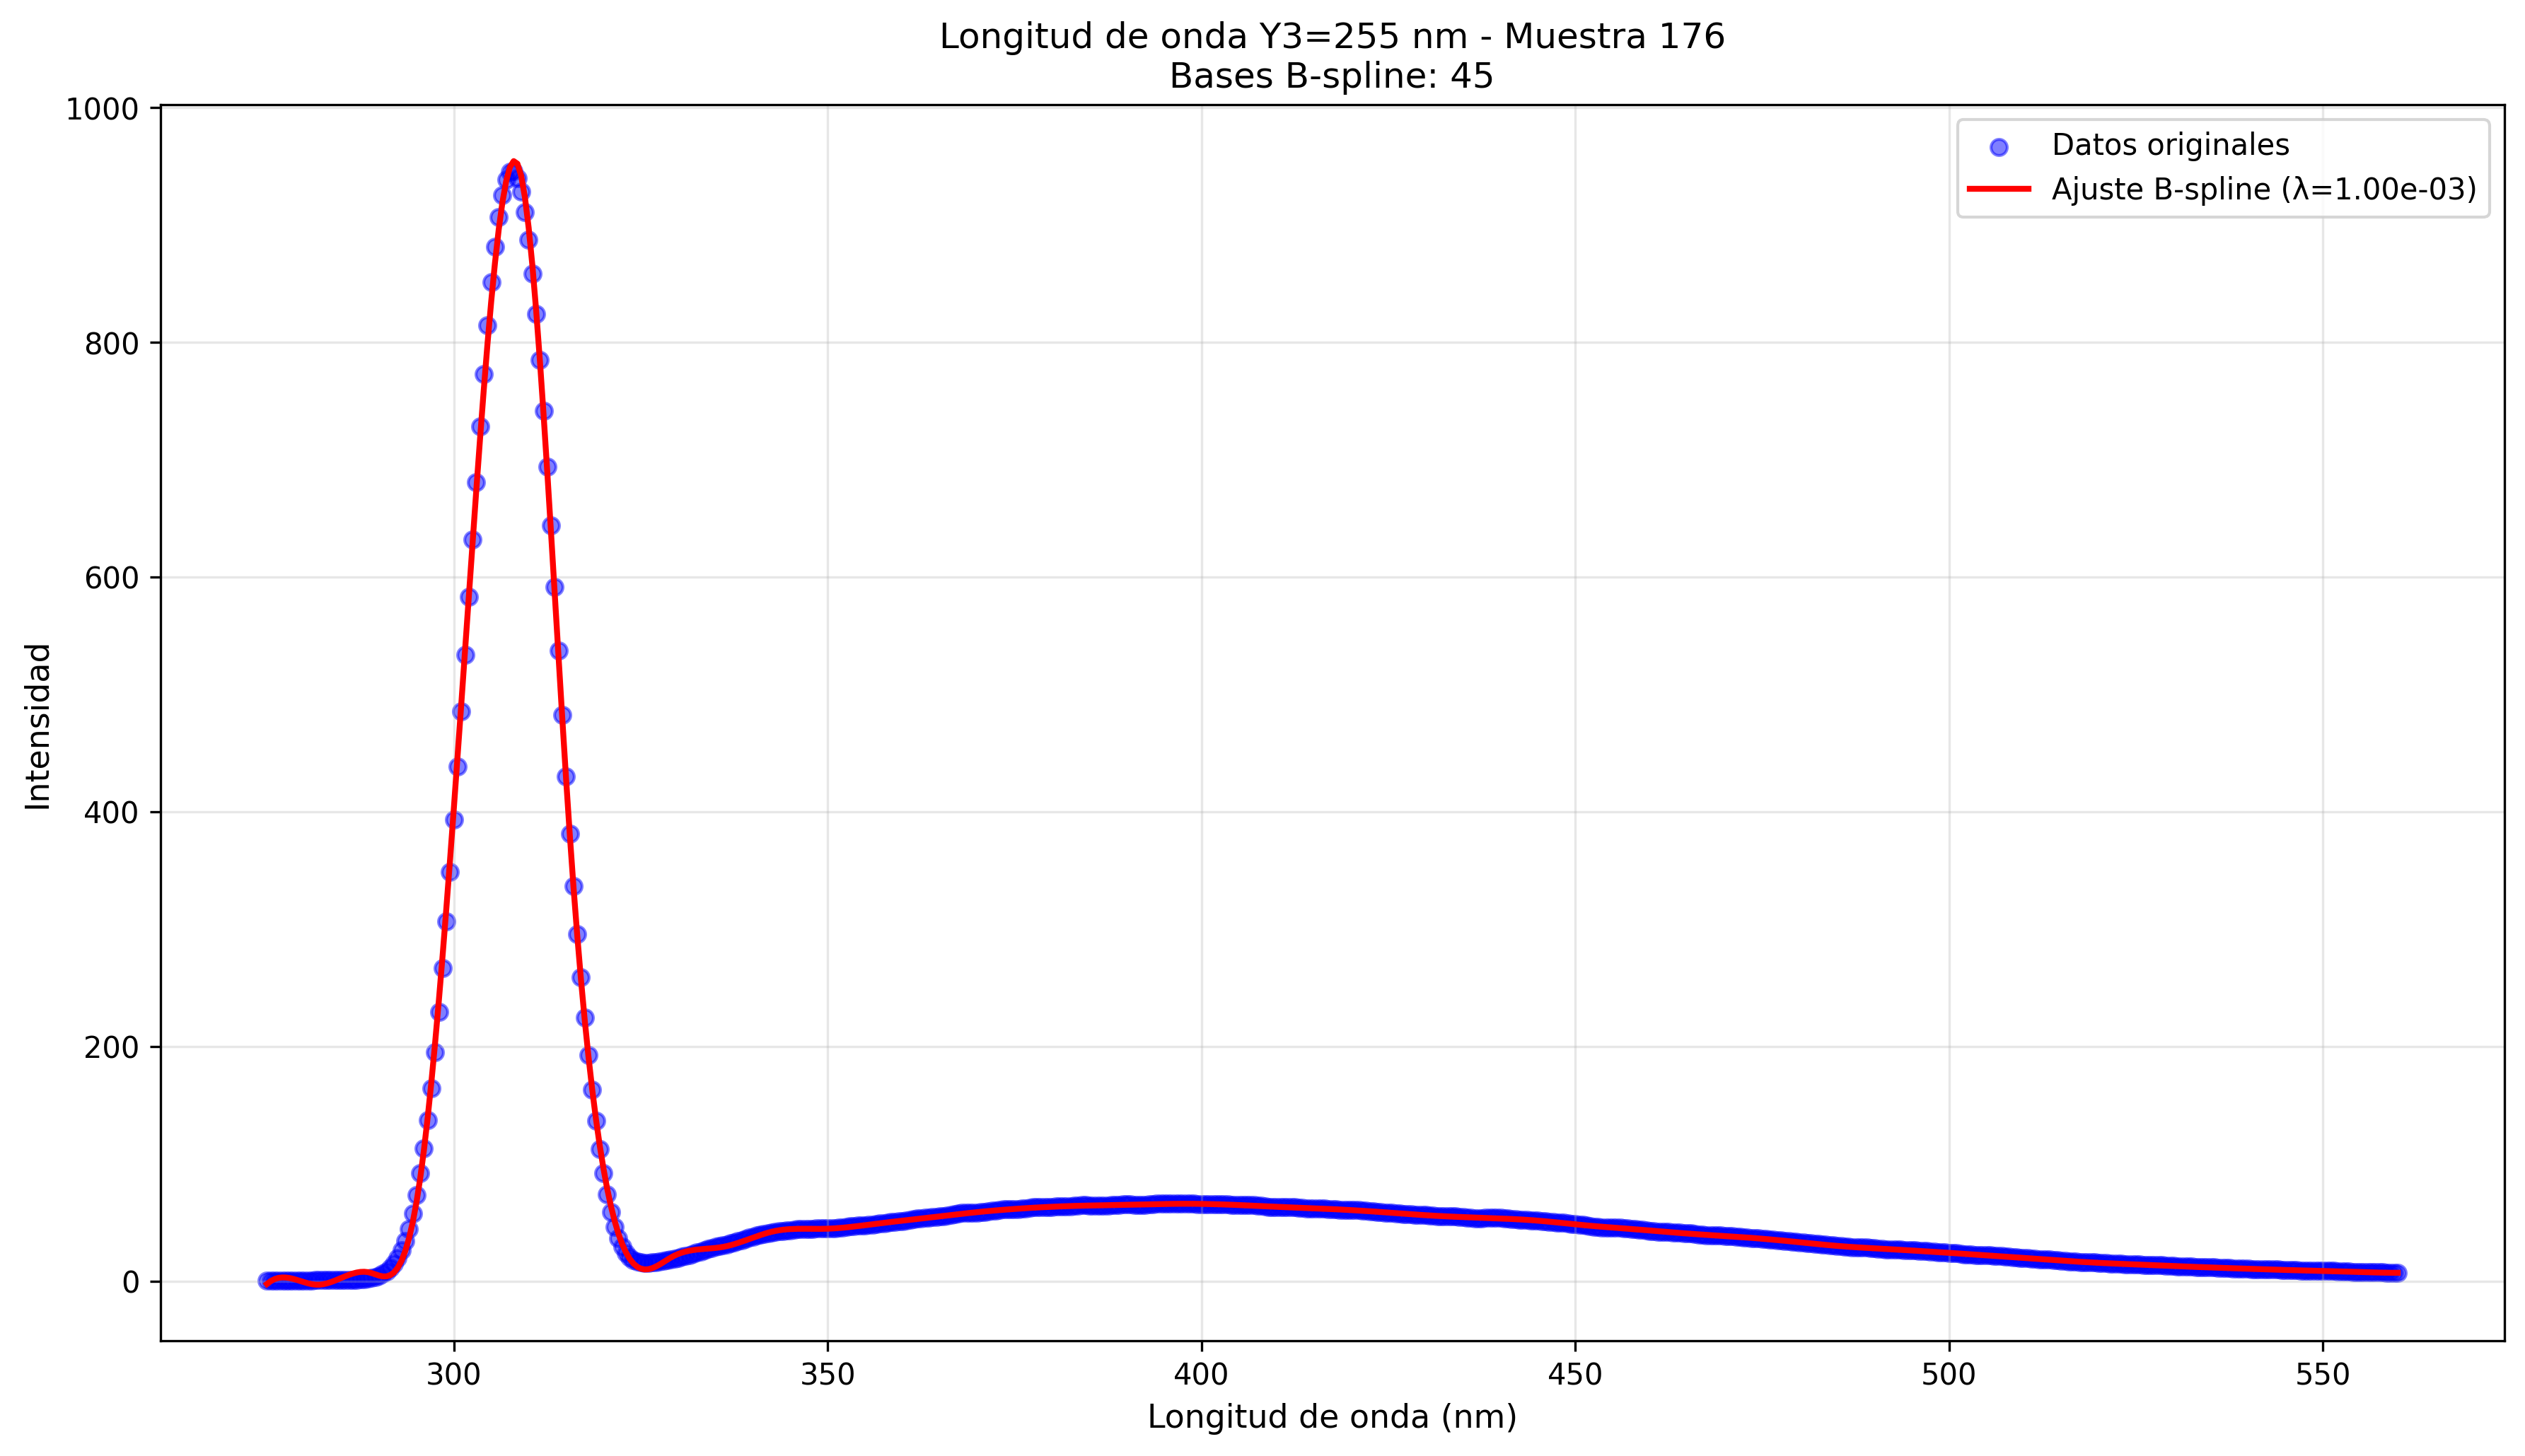 Longitud de onda Y3=255 nm - Muestra 176
Bases B-spline: 45
1000
800
600
400
200
0
Intensidad
Datos originales
Ajuste B-spline (λ=1.00e-03)
300 350 400 450 500 550
Longitud de onda (nm)